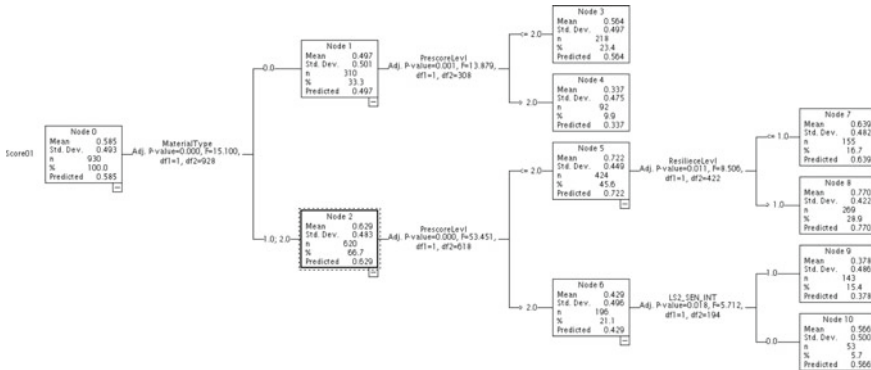 Score01
Node 0
Mean 0.585
Std. Dev. 0.493
n 930
% 100.0
Predicted 0.585
MaterialType
Adj. P-value=0.000, F=15.100,
df1=1, df2=928
0.0
Node 1
Mean 0.497
Std. Dev. 0.501
n 310
% 33.3
Predicted 0.497
PrescoreLevl
Adj. P-value=0.001, F=13.879,
df1=1, df2=308
<= 2.0
Node 3
Mean 0.564
Std. Dev. 0.497
n 218
% 23.4
Predicted 0.564
> 2.0
Node 4
Mean 0.337
Std. Dev. 0.475
n 92
% 9.9
Predicted 0.337
1.0; 2.0
Node 2
Mean 0.629
Std. Dev. 0.483
n 620
% 66.7
Predicted 0.629
PrescoreLevl
Adj. P-value=0.000, F=53.451,
df1=1, df2=618
<= 2.0
Node 5
Mean 0.722
Std. Dev. 0.449
n 424
% 45.6
Predicted 0.722
ResilieceLevl
Adj. P-value=0.011, F=8.506,
df1=1, df2=422
<= 1.0
Node 7
Mean 0.639
Std. Dev. 0.482
n 155
% 16.7
Predicted 0.639
> 1.0
Node 8
Mean 0.770
Std. Dev. 0.422
n 269
% 28.9
Predicted 0.770
> 2.0
Node 6
Mean 0.429
Std. Dev. 0.496
n 196
% 21.1
Predicted 0.429
LS2_SEN_INT
Adj. P-value=0.018, F=5.712,
df1=1, df2=194
1.0
Node 9
Mean 0.378
Std. Dev. 0.486
n 143
% 15.4
Predicted 0.378
0.0
Node 10
Mean 0.566
Std. Dev. 0.500
n 53
% 5.7
Predicted 0.566